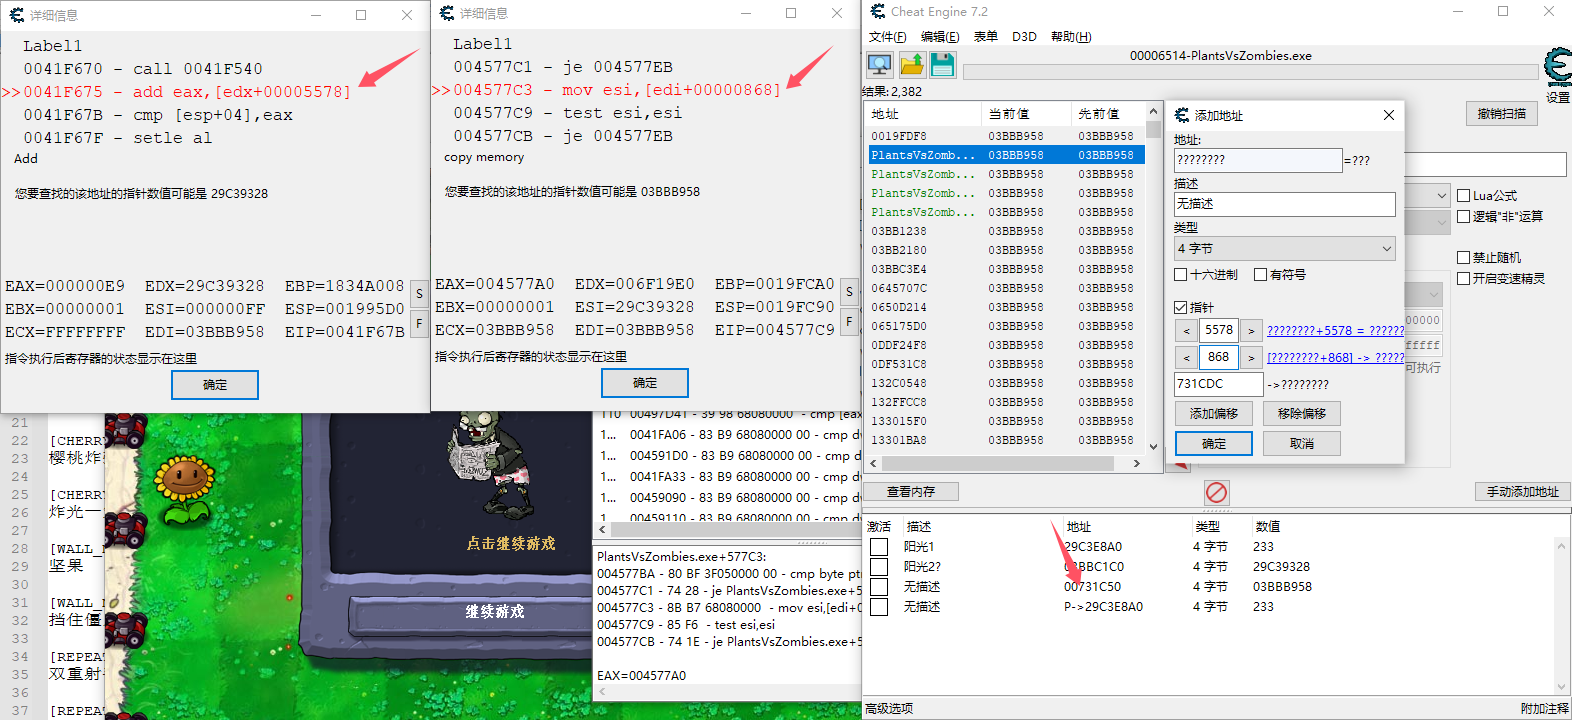 详细信息
Label1
0041F670 - call 0041F540
>>0041F675 - add eax,[edx+00005578]
0041F67B - cmp [esp+04],eax
0041F67F - setle al
Add
您要查找的该地址的指针数值可能是 29C39328
EAX=000000E9 EDX=29C39328 EBP=1834A008
EBX=00000001 ESI=000000FF ESP=001995D0
ECX=FFFFFFFF EDI=03BBB958 EIP=0041F67B
S
F
指令执行后寄存器的状态显示在这里
确定
详细信息
Label1
004577C1 - je 004577EB
>>004577C3 - mov esi,[edi+00000868]
004577C9 - test esi,esi
004577CB - je 004577EB
copy memory
您要查找的该地址的指针数值可能是 03BBB958
EAX=004577A0 EDX=006F19E0 EBP=0019FCA0
EBX=00000001 ESI=29C39328 ESP=0019FC90
ECX=03BBB958 EDI=03BBB958 EIP=004577C9
S
F
指令执行后寄存器的状态显示在这里
确定
21
22 [CHERRY
23 樱桃炸
24
25 [CHERRY
26 炸光一
27
28 [WALL_
29 坚果
30
31 [WALL_
32 挡住僵
33
34 [REPEAT
35 双重射
36
37 [REPEAT
点击继续游戏
继续游戏
110 00497D41 - 39 98 68080000 - cmp [eax
1... 0041FA06 - 83 B9 68080000 00 - cmp dw
1... 004591D0 - 83 B9 68080000 00 - cmp dw
1... 0041FA33 - 83 B9 68080000 00 - cmp dw
1... 00459090 - 83 B9 68080000 00 - cmp dw
1... 00459110 - 83 B9 68080000 00 - cmp dw
PlantsVsZombies.exe+577C3:
004577BA - 80 BF 3F050000 00 - cmp byte ptr
004577C1 - 74 28 - je PlantsVsZombies.exe+5
004577C3 - 8B B7 68080000 - mov esi,[edi+0
004577C9 - 85 F6 - test esi,esi
004577CB - 74 1E - je PlantsVsZombies.exe+5
EAX=004577A0
Cheat Engine 7.2
文件(F) 编辑(E) 表单 D3D 帮助(H)
00006514-PlantsVsZombies.exe
设置
结果: 2,382
地址 当前值 先前值
0019FDF8 03BBB958 03BBB958
PlantsVsZomb... 03BBB958 03BBB958
PlantsVsZomb... 03BBB958 03BBB958
PlantsVsZomb... 03BBB958 03BBB958
PlantsVsZomb... 03BBB958 03BBB958
03BB1238 03BBB958 03BBB958
03BB2180 03BBB958 03BBB958
03BBC3E4 03BBB958 03BBB958
0645707C 03BBB958 03BBB958
0650D214 03BBB958 03BBB958
065175D0 03BBB958 03BBB958
0DDF24F8 03BBB958 03BBB958
0DF531C8 03BBB958 03BBB958
132C0548 03BBB958 03BBB958
132FFCC8 03BBB958 03BBB958
133015F0 03BBB958 03BBB958
13301BA8 03BBB958 03BBB958
撤销扫描
Lua公式
逻辑"非"运算
禁止随机
开启变速精灵
00000
fffff
可执行
添加地址
地址:
???????? =???
描述
无描述
类型
4 字节
十六进制 有符号
指针
< 5578 > ????????+5578 = ??????
< 868 > [????????+868] -> ?????
731CDC ->????????
添加偏移 移除偏移
确定 取消
查看内存 手动添加地址
激活 描述 地址 类型 数值
阳光1 29C3E8A0 4 字节 233
阳光2? 03BBC1C0 4 字节 29C39328
无描述 00731C50 4 字节 03BBB958
无描述 P->29C3E8A0 4 字节 233
高级选项 附加注释